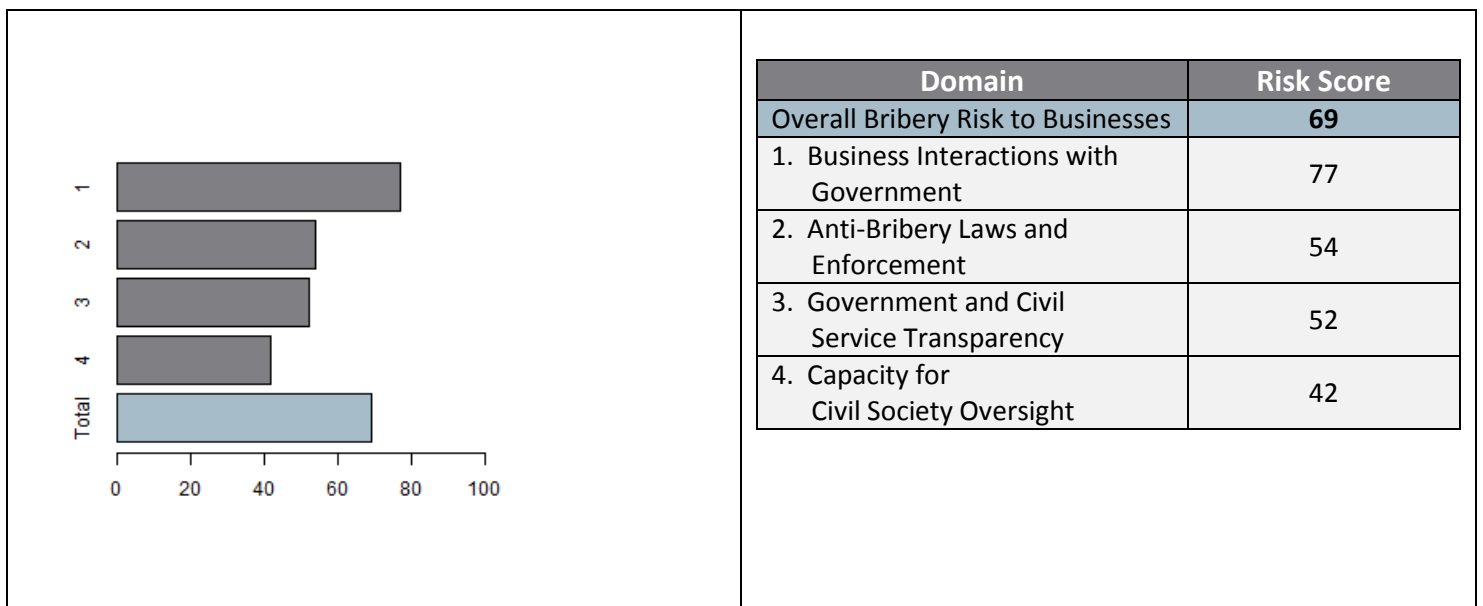 1
2
3
4
Total
0 20 40 60 80 100
Domain Risk Score
Overall Bribery Risk to Businesses 69
1. Business Interactions with
Government 77
2. Anti-Bribery Laws and
Enforcement 54
3. Government and Civil
Service Transparency 52
4. Capacity for
Civil Society Oversight 42